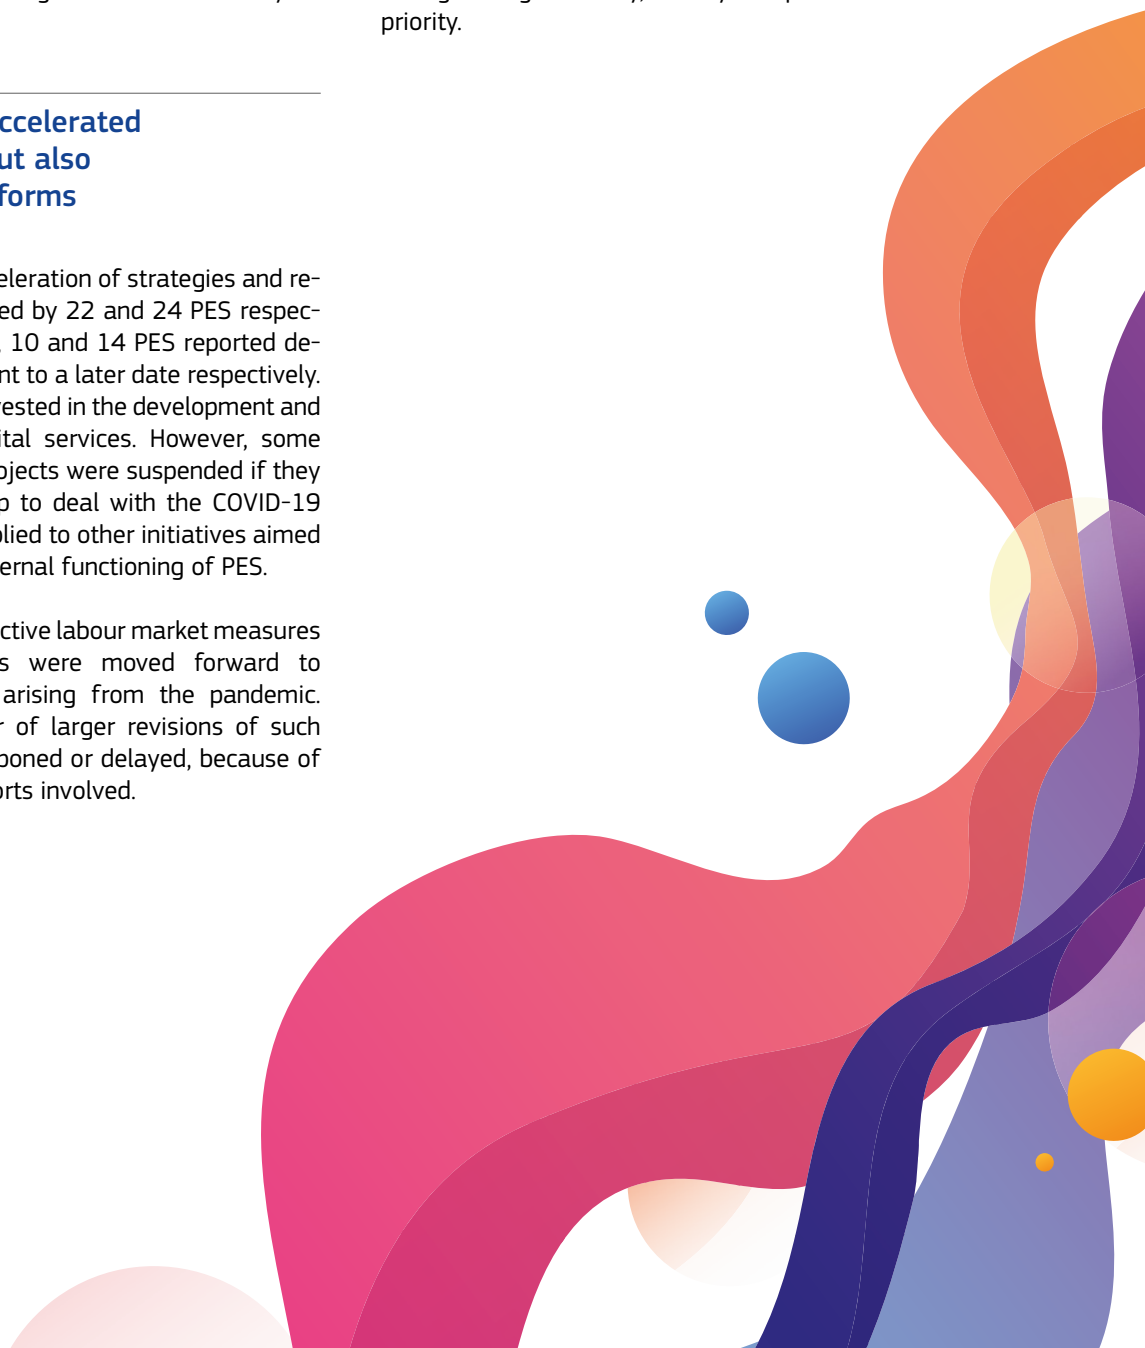 priority.
ccelerated
ut also
forms
eleration of strategies and re-
ed by 22 and 24 PES respec-
, 10 and 14 PES reported de-
nt to a later date respectively.
ested in the development and
ital services. However, some
ojects were suspended if they
p to deal with the COVID-19
plied to other initiatives aimed
ernal functioning of PES.
ctive labour market measures
s were moved forward to
arising from the pandemic.
r of larger revisions of such
poned or delayed, because of
orts involved.